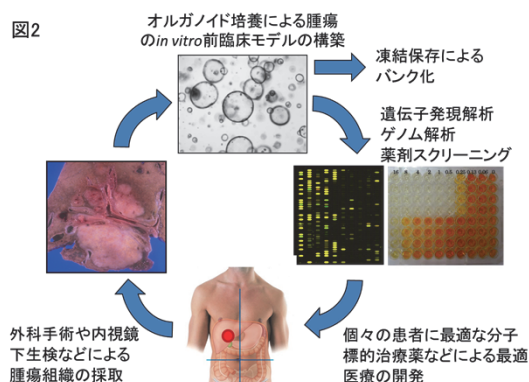 図2
オルガノイド培養による腫瘍
のin vitro前臨床モデルの構築
凍結保存による
バンク化
遺伝子発現解析
ゲノム解析
薬剤スクリーニング
外科手術や内視鏡
下生検などによる
腫瘍組織の採取
個々の患者に最適な分子
標的治療薬などによる最適
医療の開発